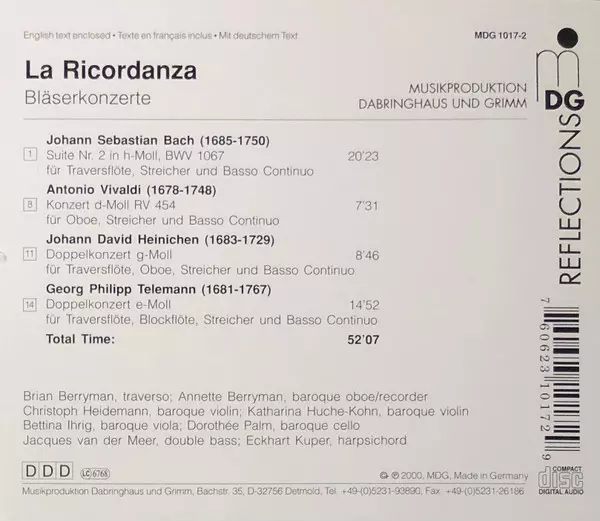 English text enclosed • Texte en français inclus • Mit deutschem Text
MDG 1017-2
La Ricordanza
Bläserkonzerte
MUSIKPRODUKTION
DABRINGHAUS UND GRIMM
m
DG
REFLECTIONS
Johann Sebastian Bach (1685-1750)
1 Suite Nr. 2 in h-Moll, BWV 1067 20'23
für Traversflöte, Streicher und Basso Continuo
Antonio Vivaldi (1678-1748)
8 Konzert d-Moll RV 454 7'31
für Oboe, Streicher und Basso Continuo
Johann David Heinichen (1683-1729)
11 Doppelkonzert g-Moll 8'46
für Traversflöte, Oboe, Streicher und Basso Continuo
Georg Philipp Telemann (1681-1767)
14 Doppelkonzert e-Moll 14'52
für Traversflöte, Blockflöte, Streicher und Basso Continuo
Total Time: 52'07
7 60623 10172 9
Brian Berryman, traverso; Annette Berryman, baroque oboe/recorder
Christoph Heidemann, baroque violin; Katharina Huche-Kohn, baroque violin
Bettina Ihrig, baroque viola; Dorothée Palm, baroque cello
Jacques van der Meer, double bass; Eckhart Kuper, harpsichord
D D D LC 6768
© ℗ 2000, MDG, Made in Germany
COMPACT
disc
DIGITAL AUDIO
Musikproduktion Dabringhaus und Grimm, Bachstr. 35, D-32756 Detmold, Tel. +49-(0)5231-93890, Fax +49-(0)5231-26186